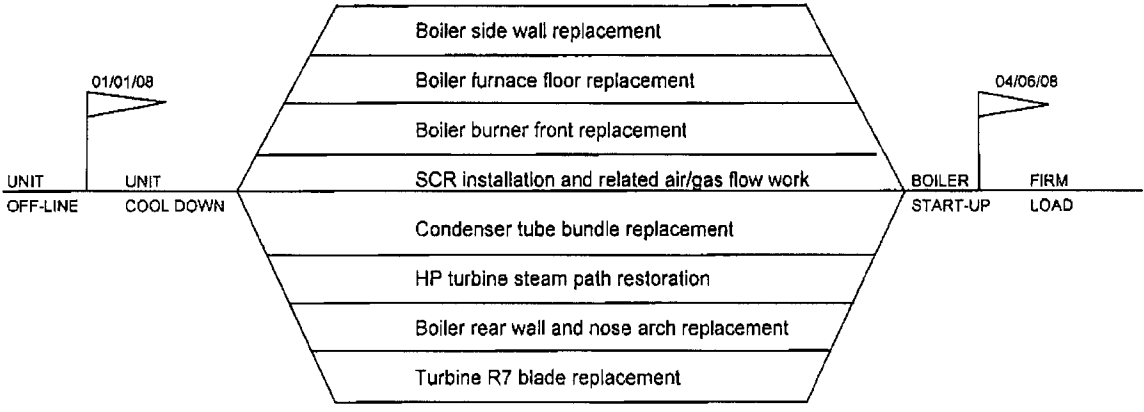 Boiler side wall replacement
01/01/08
Boiler furnace floor replacement
04/06/08
Boiler burner front replacement
UNIT
UNIT
SCR installation and related air/gas flow work
BOILER
FIRM
OFF-LINE
COOL DOWN
START-UP
LOAD
Condenser tube bundle replacement
HP turbine steam path restoration
Boiler rear wall and nose arch replacement
Turbine R7 blade replacement